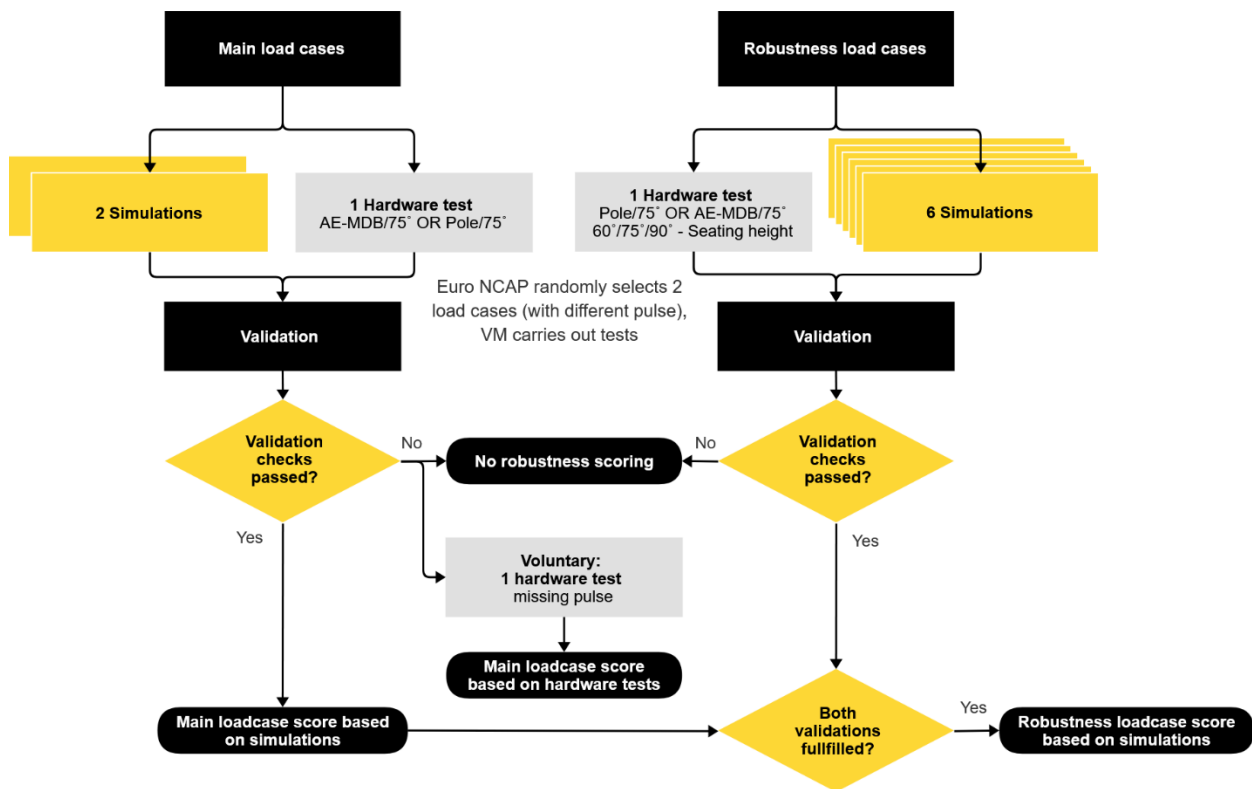 Main load cases
Robustness load cases
2 Simulations
1 Hardware test
AE-MDB/75° OR Pole/75°
1 Hardware test
Pole/75° OR AE-MDB/75°
60°/75°/90° - Seating height
6 Simulations
Euro NCAP randomly selects 2
load cases (with different pulse),
VM carries out tests
Validation
Validation
Validation
checks
passed?
No
No robustness scoring
No
Validation
checks
passed?
Yes
Yes
Voluntary:
1 hardware test
missing pulse
Main loadcase score
based on hardware tests
Main loadcase score based
on simulations
Both
validations
fullfilled?
Yes
Robustness loadcase score
based on simulations